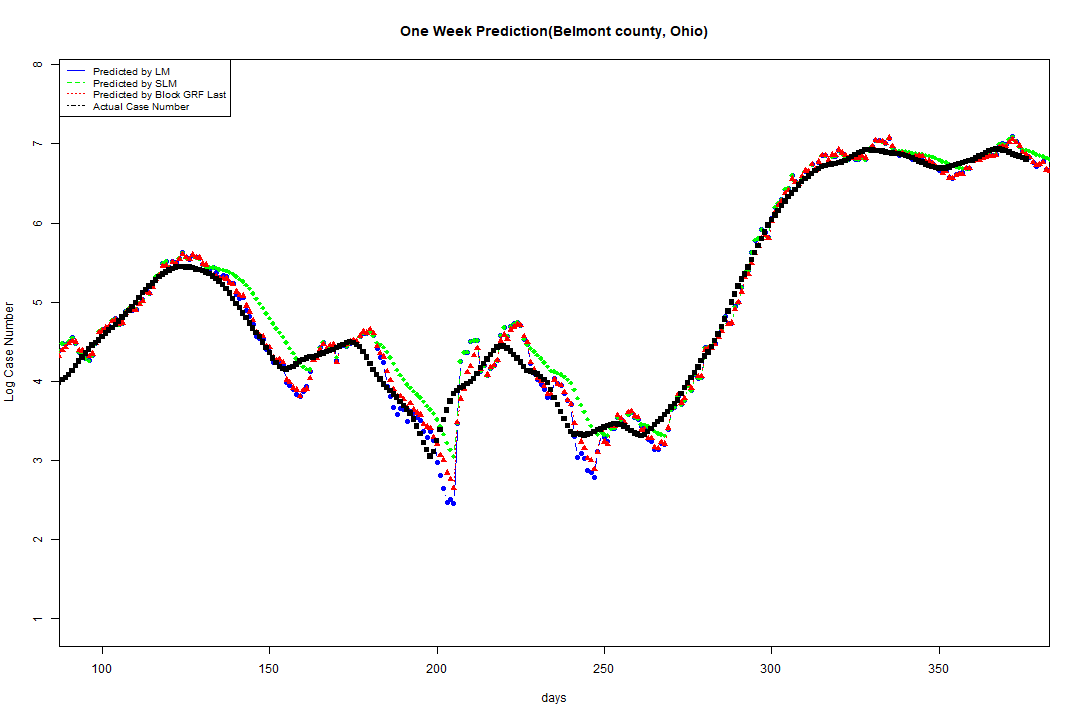 One Week Prediction(Belmont county, Ohio)
Predicted by LM
Predicted by SLM
Predicted by Block GRF Last
Actual Case Number
8
7
6
5
4
3
2
1
Log Case Number
100 150 200 250 300 350
days